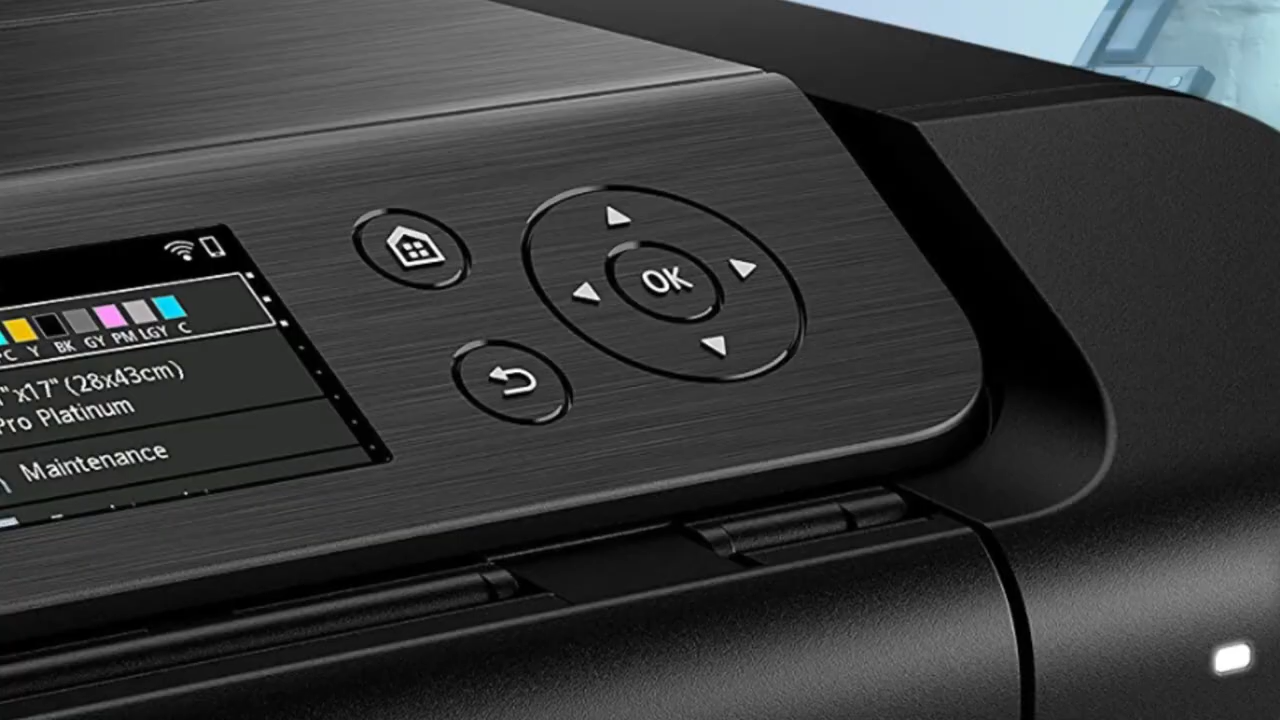 PC Y BK GY PM LGY C
"x17" (28x43cm)
Pro Platinum
Maintenance
OK